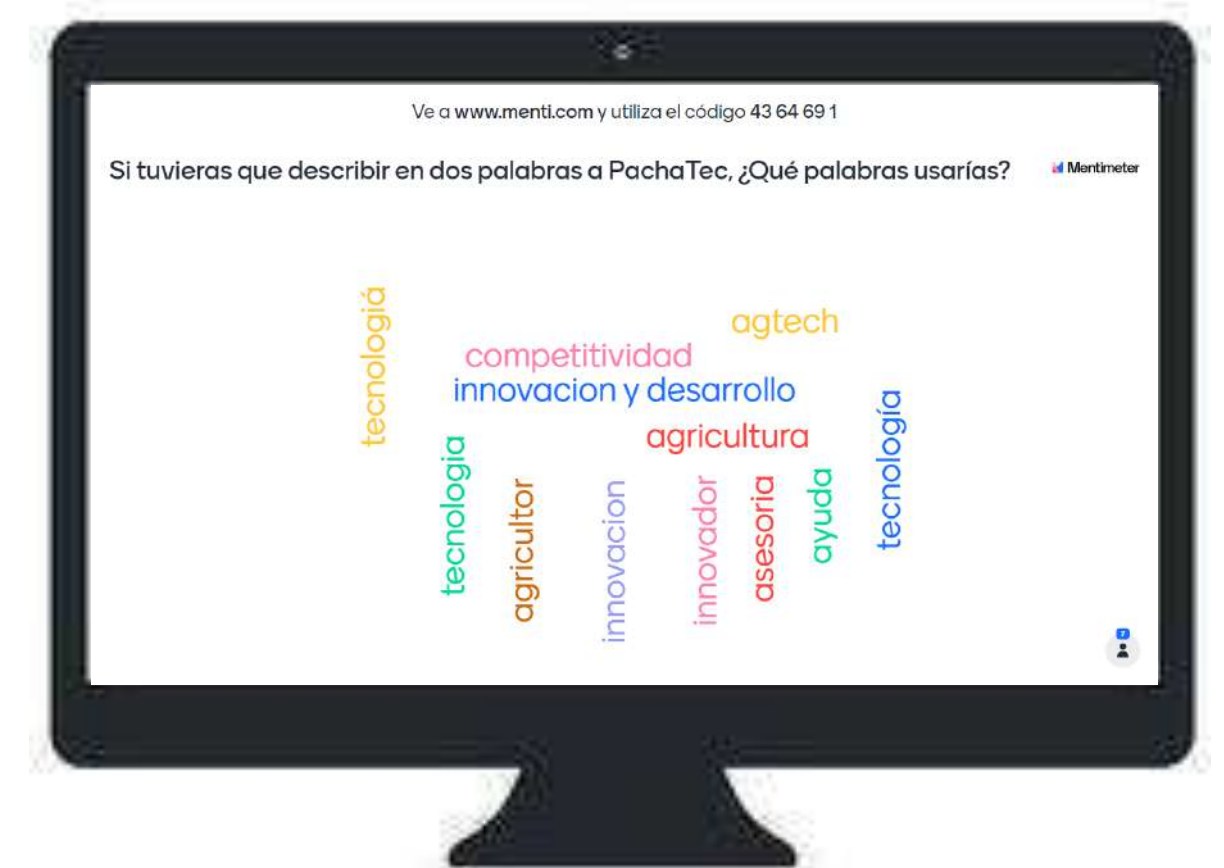 Ve a www.menti.com y utiliza el código 43 64 69 1
Si tuvieras que describir en dos palabras a PachaTec, ¿Qué palabras usarías?
Mentimeter
tecnologiá
agtech
competitividad
innovacion y desarrollo
agricultura
tecnología
tecnologia
agricultor
innovacion
innovador
asesoria
ayuda
7